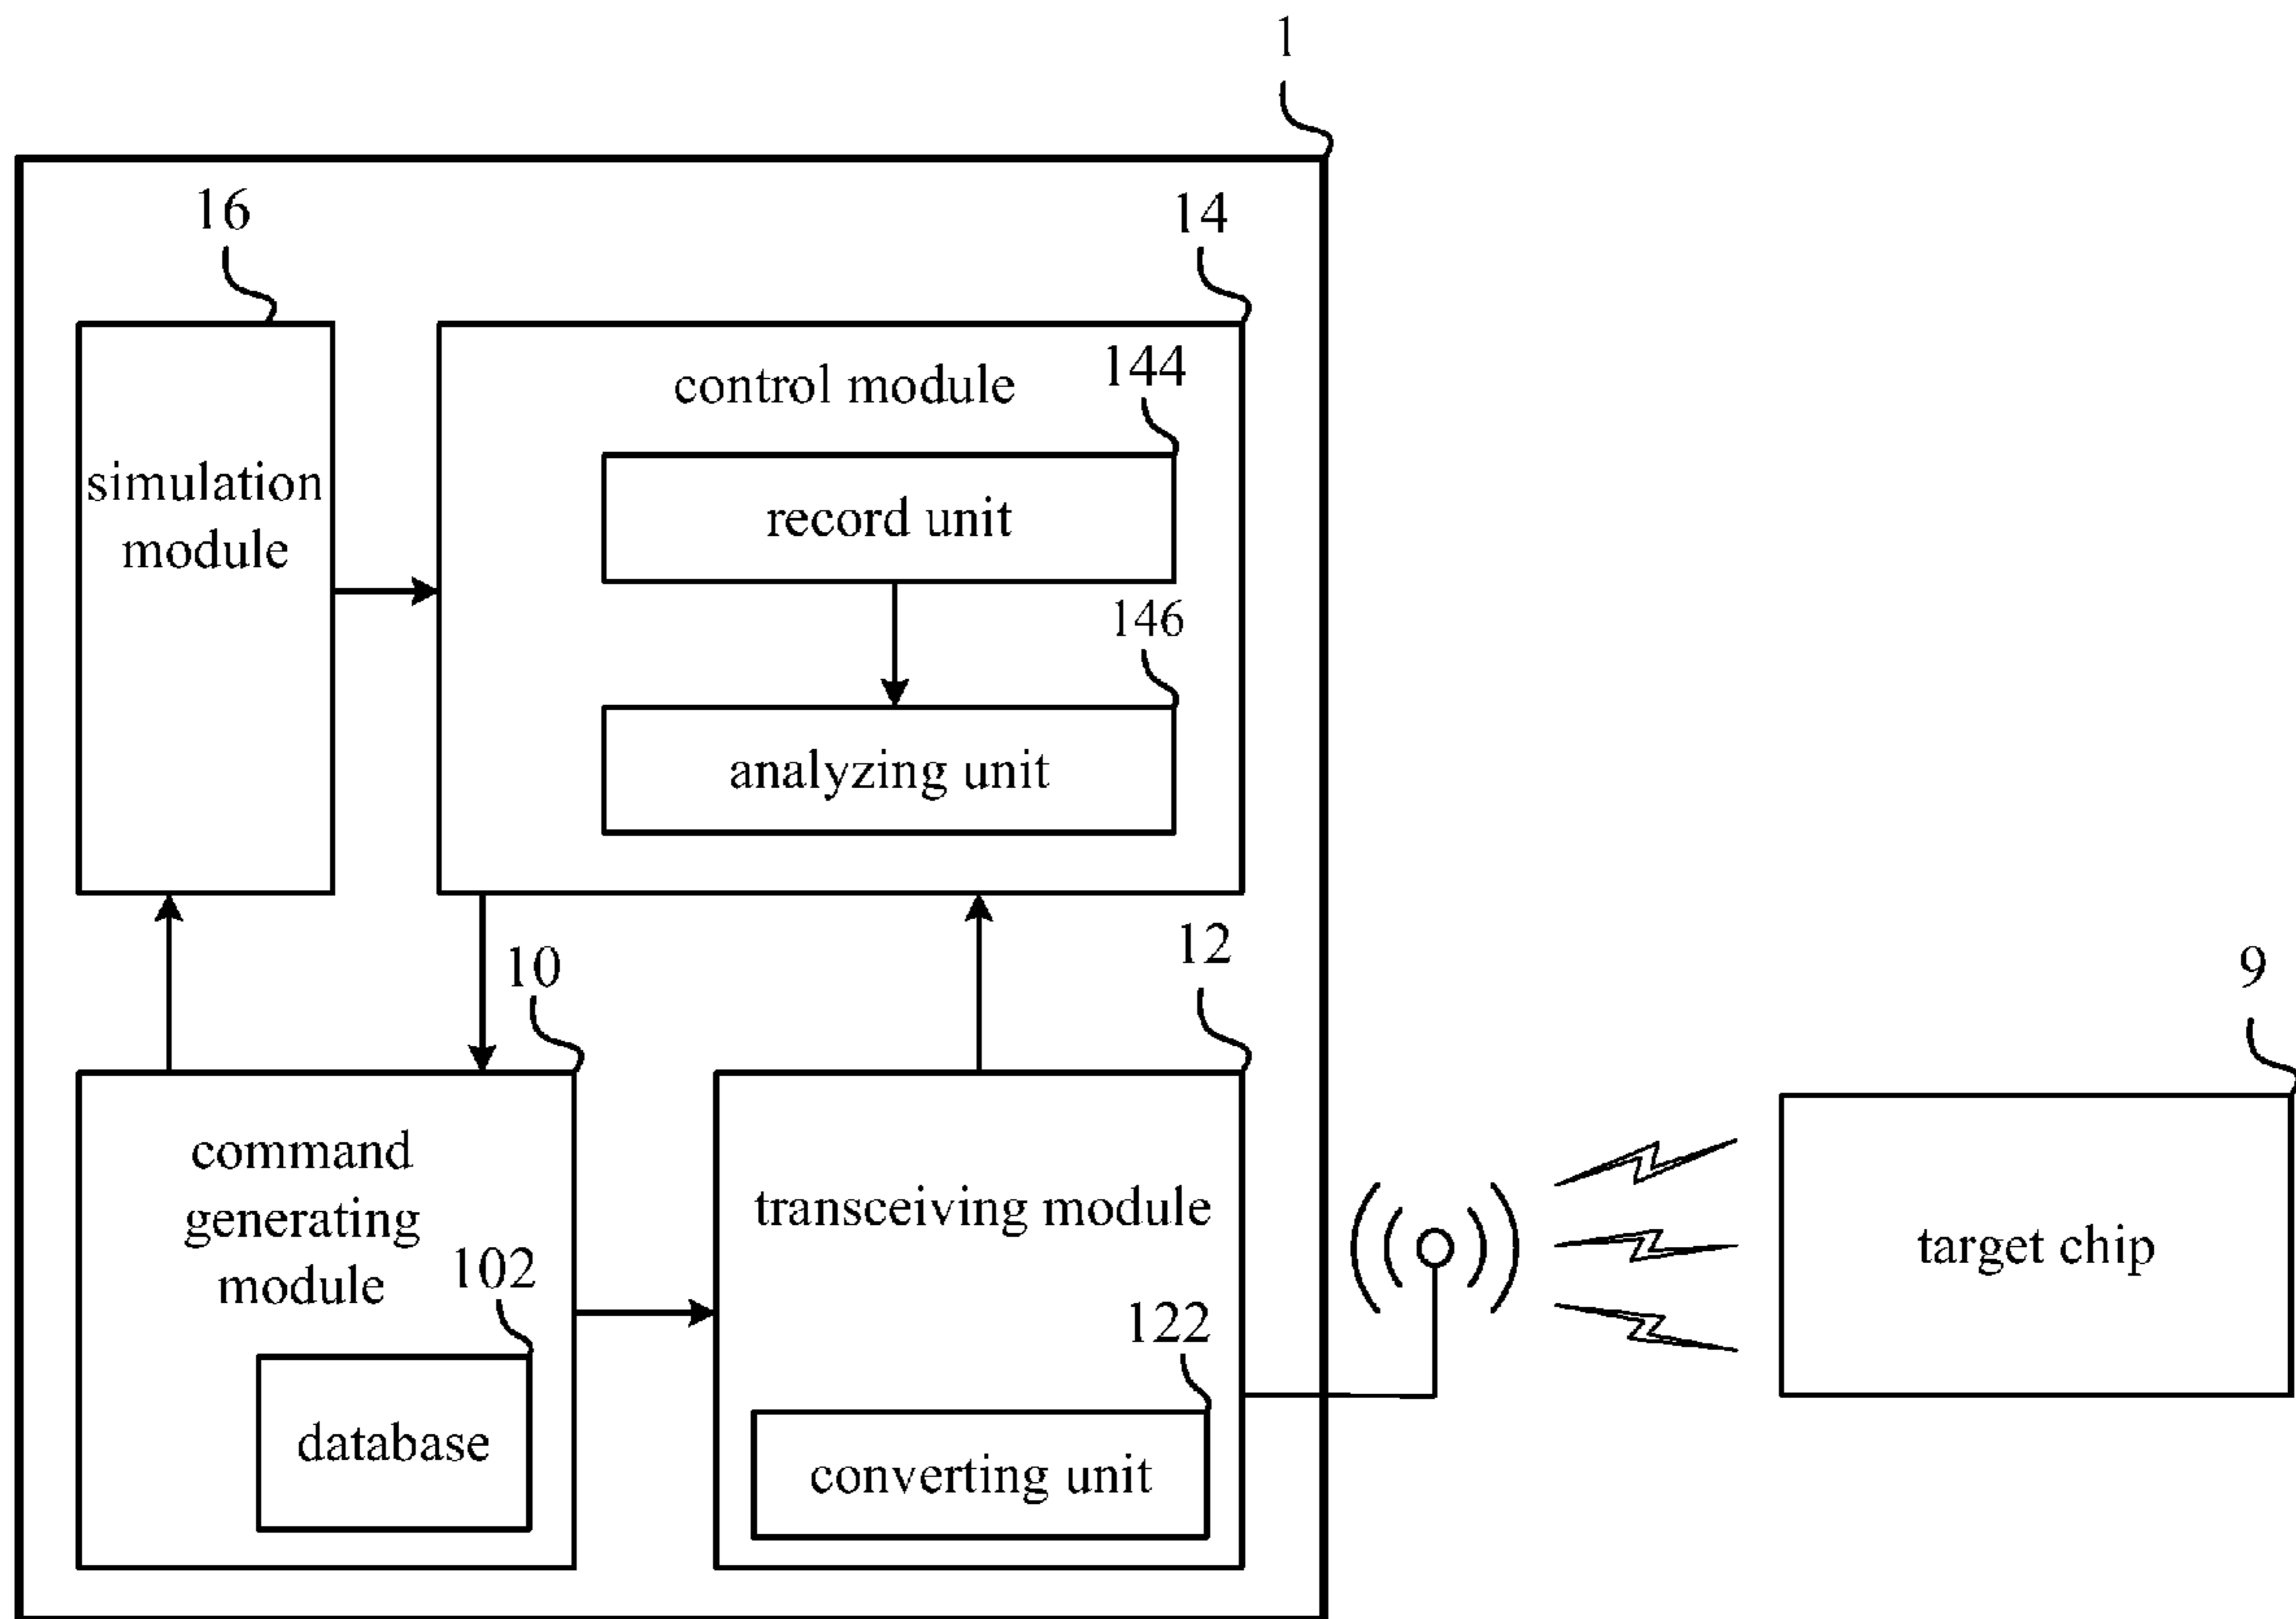 1
16
14
control module
144
simulation
module
record unit
146
analyzing unit
10
12
9
command
generating
module
102
database
transceiving module
122
converting unit
target chip